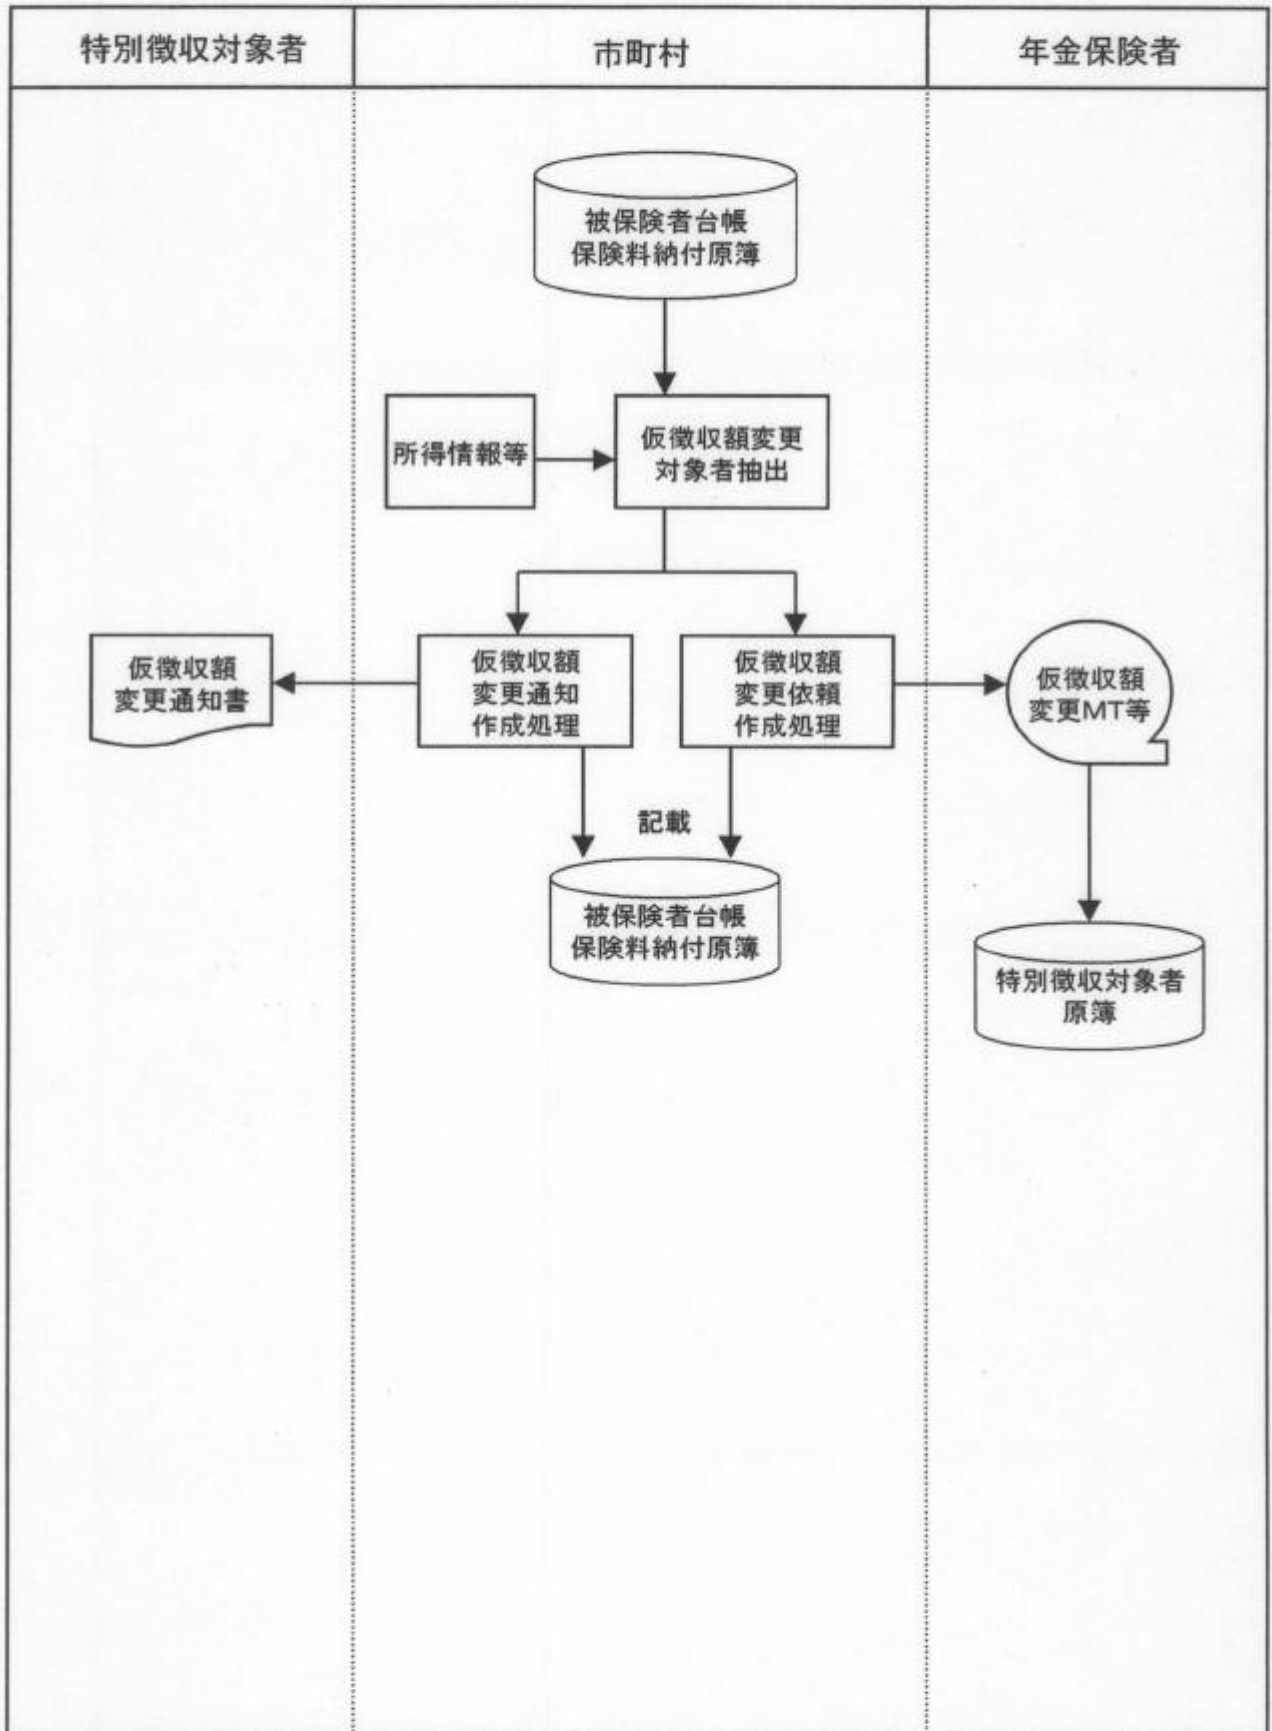 特別徴収対象者
市町村
年金保険者
被保険者台帳
保険料納付原簿
所得情報等
仮徴収額変更
対象者抽出
仮徴収額
変更通知書
仮徴収額
変更通知
作成処理
仮徴収額
変更依頼
作成処理
仮徴収額
変更MT等
記載
被保険者台帳
保険料納付原簿
特別徴収対象者
原簿